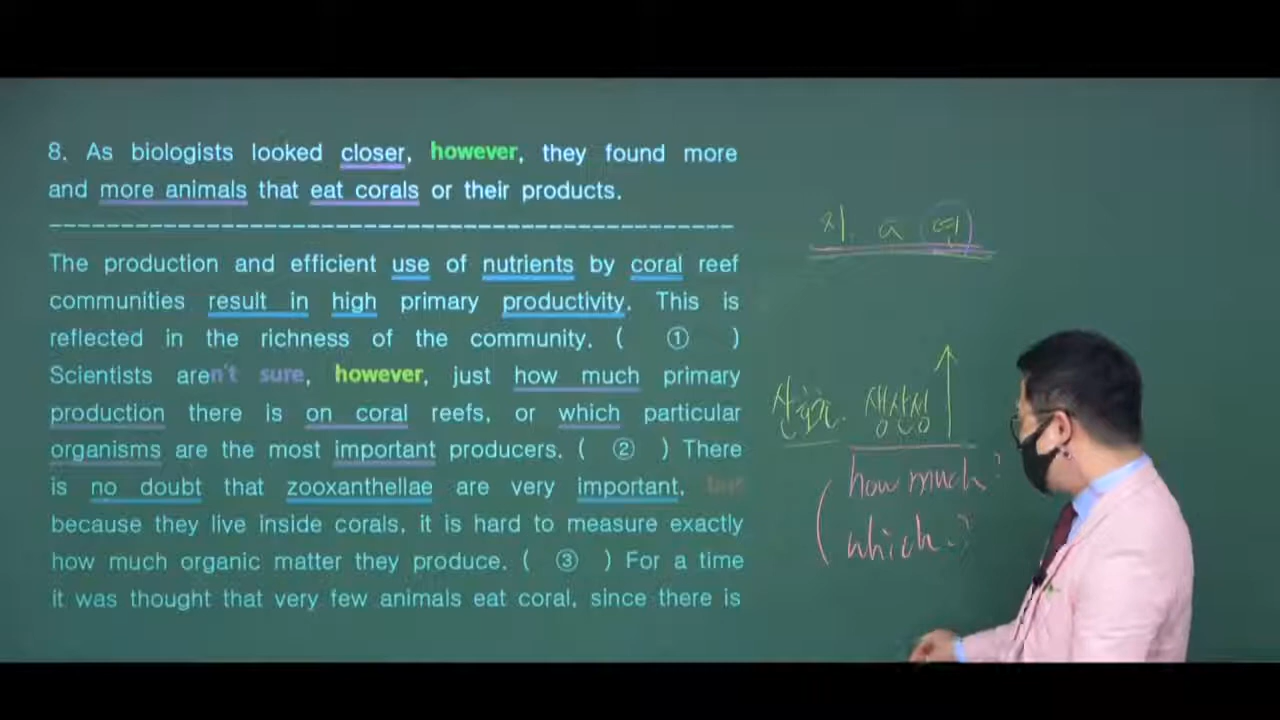 8. As biologists looked closer, however, they found more
and more animals that eat corals or their products.
The production and efficient use of nutrients by coral reef
communities result in high primary productivity. This is
reflected in the richness of the community. ( ① )
Scientists aren't sure, however, just how much primary
production there is on coral reefs, or which particular
organisms are the most important producers. ( ② ) There
is no doubt that zooxanthellae are very important, but
because they live inside corals, it is hard to measure exactly
how much organic matter they produce. ( ③ ) For a time
it was thought that very few animals eat coral, since there is
a
산호초. 생산성
how much?
which?